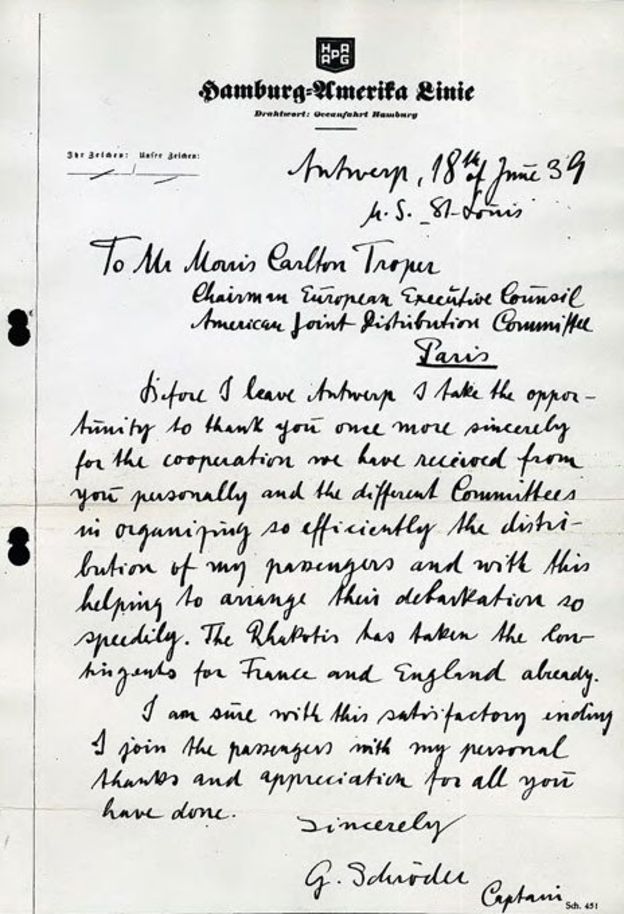 HAPAG
Hamburg-Amerika Linie
Drahtwort: Oceanfahrt Hamburg
Ihr Zeichen: Unsre Zeichen:
Antwerp, 18th of June 39
M.S. St. Louis
To Mr Morris Carlton Troper
Chairman European Executive Counsil
American Joint Distribution Committee
Paris
Before I leave Antwerp I take the oppor-
tunity to thank you once more sincerely
for the cooperation we have received from
you personally and the different Committees
in organizing so efficiently the distri-
bution of my passengers and with this
helping to arrange their debarkation so
speedily. The Rhakotis has taken the con-
tingents for France and England already.
I am sure with this satisfactory ending
I join the passengers with my personal
thanks and appreciation for all you
have done.
Sincerely
G. Schröder
Captain
Sch. 451